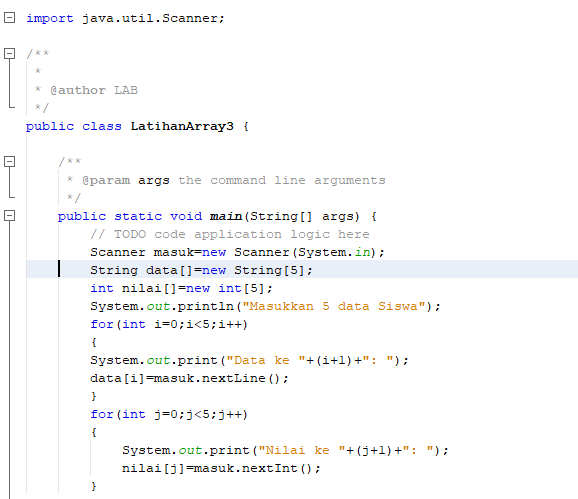 import java.util.Scanner;
/**
*
* @author LAB
*/
public class LatihanArray3 {
/**
* @param args the command line arguments
*/
public static void main(String[] args) {
// TODO code application logic here
Scanner masuk=new Scanner(System.in);
String data[]=new String[5];
int nilai[]=new int[5];
System.out.println("Masukkan 5 data Siswa");
for(int i=0;i<5;i++)
{
System.out.print("Data ke "+(i+1)+": ");
data[i]=masuk.nextLine();
}
for(int j=0;j<5;j++)
{
System.out.print("Nilai ke "+(j+1)+": ");
nilai[j]=masuk.nextInt();
}